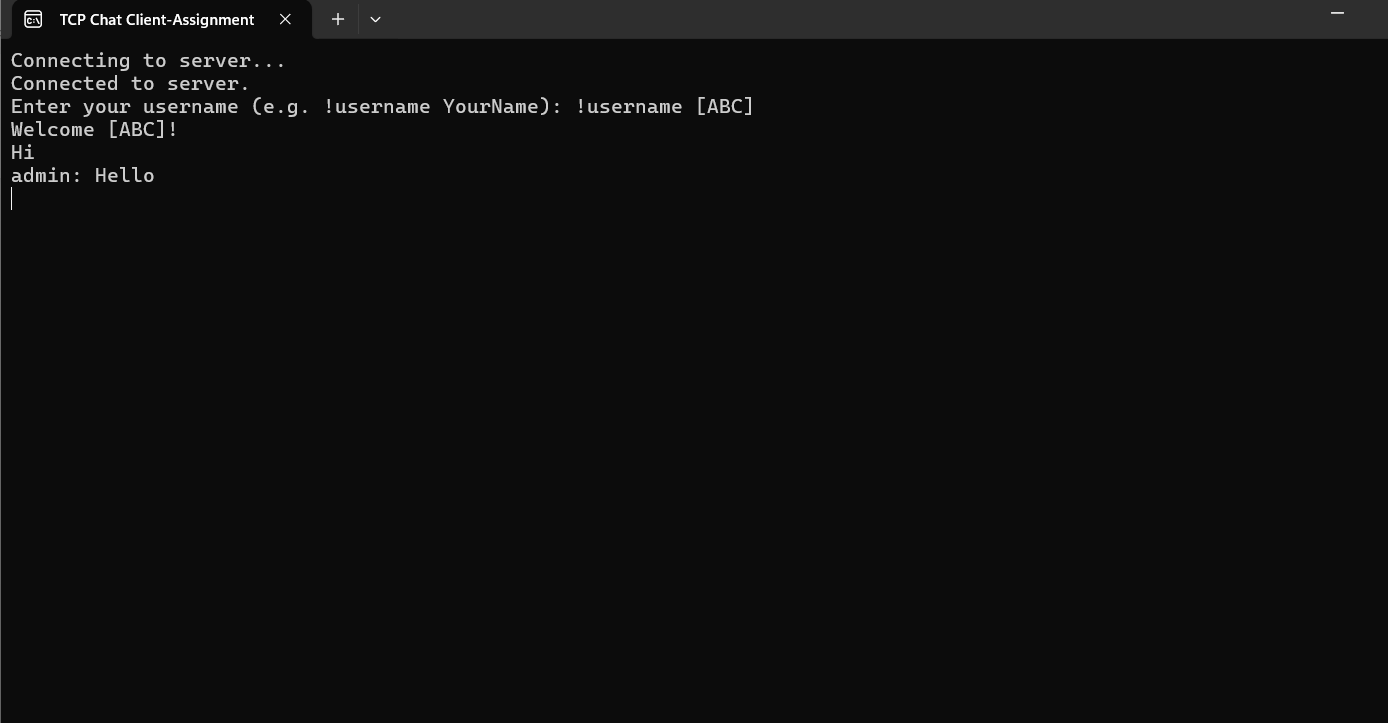 TCP Chat Client-Assignment
Connecting to server...
Connected to server.
Enter your username (e.g. !username YourName): !username [ABC]
Welcome [ABC]!
Hi
admin: Hello